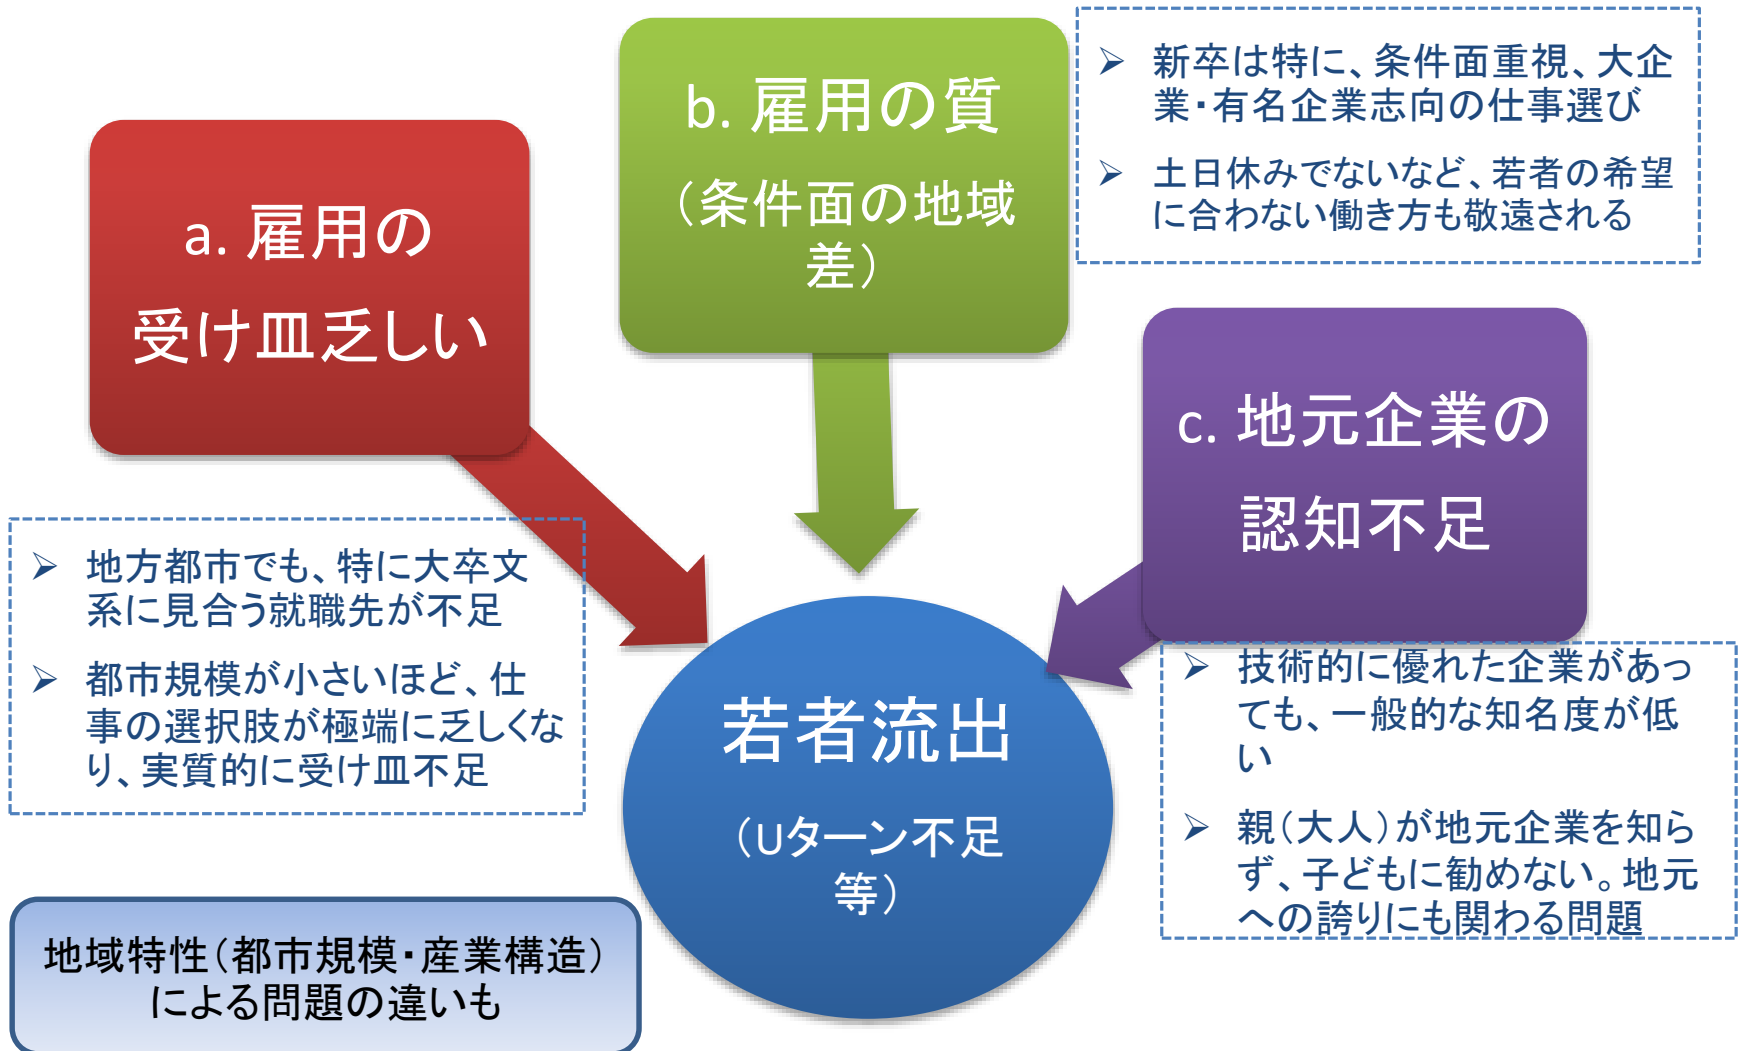 a. 雇用の
受け皿乏しい
b. 雇用の質
（条件面の地域
差）
➢ 新卒は特に、条件面重視、大企
業・有名企業志向の仕事選び
➢ 土日休みでないなど、若者の希望
に合わない働き方も敬遠される
c. 地元企業の
認知不足
➢ 地方都市でも、特に大卒文
系に見合う就職先が不足
➢ 都市規模が小さいほど、仕
事の選択肢が極端に乏しくな
り、実質的に受け皿不足
若者流出
（Uターン不足
等）
➢ 技術的に優れた企業があっ
ても、一般的な知名度が低
い
➢ 親（大人）が地元企業を知ら
ず、子どもに勧めない。地元
への誇りにも関わる問題
地域特性（都市規模・産業構造）
による問題の違いも